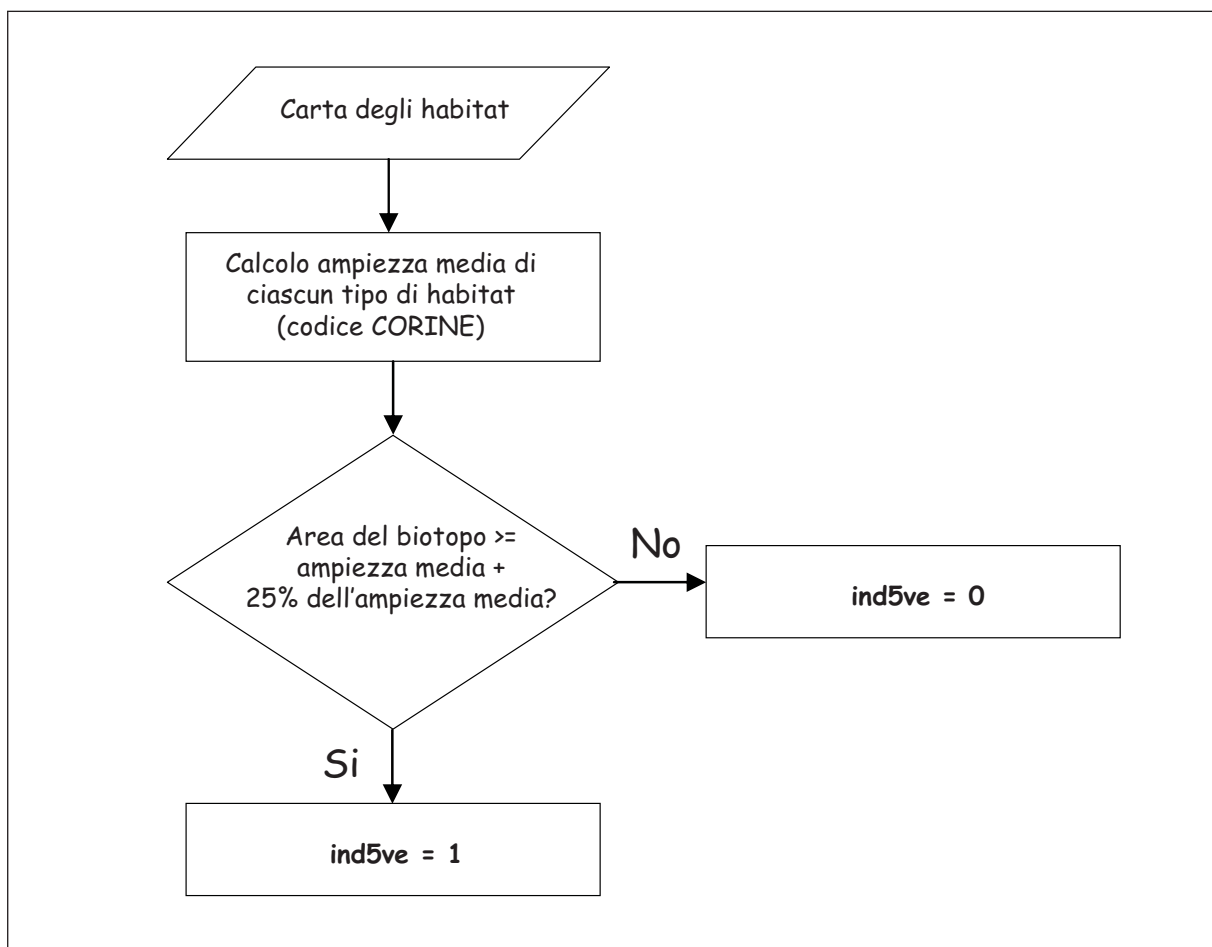 Carta degli habitat
Calcolo ampiezza media di
ciascun tipo di habitat
(codice CORINE)
Area del biotopo >=
ampiezza media +
25% dell'ampiezza media?
No
ind5ve = 0
Si
ind5ve = 1